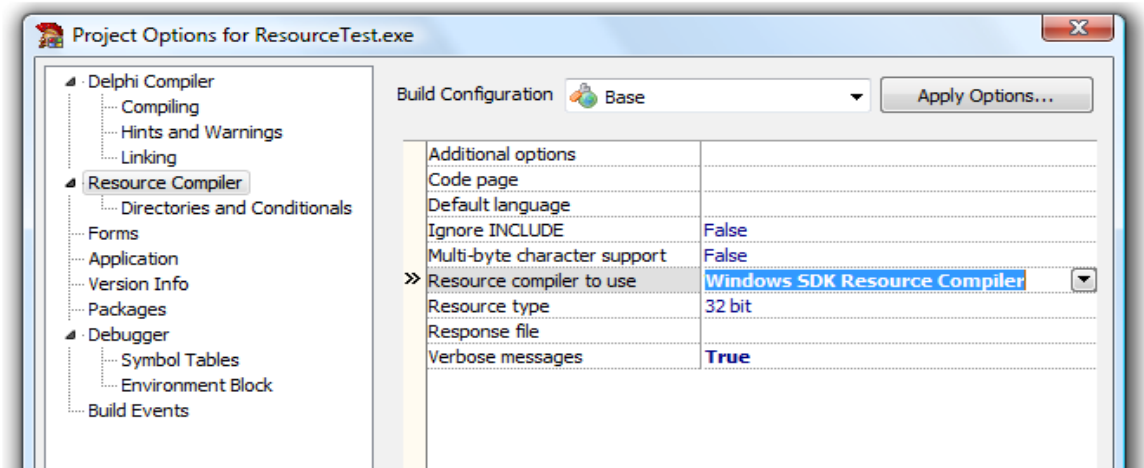 Project Options for ResourceTest.exe
Delphi Compiler
Compiling
Hints and Warnings
Linking
Resource Compiler
Directories and Conditionals
Forms
Application
Version Info
Packages
Debugger
Symbol Tables
Environment Block
Build Events
Build Configuration Base Apply Options...
Additional options
Code page
Default language
Ignore INCLUDE False
Multi-byte character support False
Resource compiler to use Windows SDK Resource Compiler
Resource type 32 bit
Response file
Verbose messages True